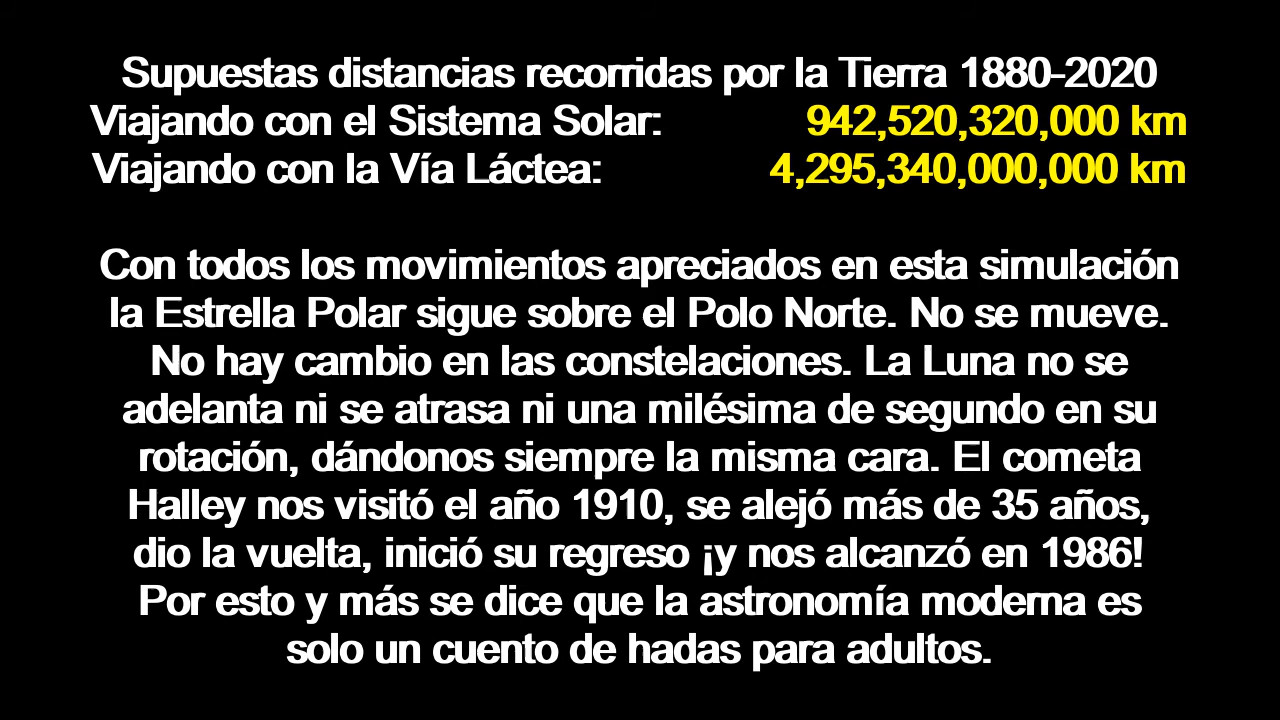 Supuestas distancias recorridas por la Tierra 1880-2020
Viajando con el Sistema Solar: 942,520,320,000 km
Viajando con la Vía Láctea: 4,295,340,000,000 km
Con todos los movimientos apreciados en esta simulación
la Estrella Polar sigue sobre el Polo Norte. No se mueve.
No hay cambio en las constelaciones. La Luna no se
adelanta ni se atrasa ni una milésima de segundo en su
rotación, dándonos siempre la misma cara. El cometa
Halley nos visitó el año 1910, se alejó más de 35 años,
dio la vuelta, inició su regreso ¡y nos alcanzó en 1986!
Por esto y más se dice que la astronomía moderna es
solo un cuento de hadas para adultos.